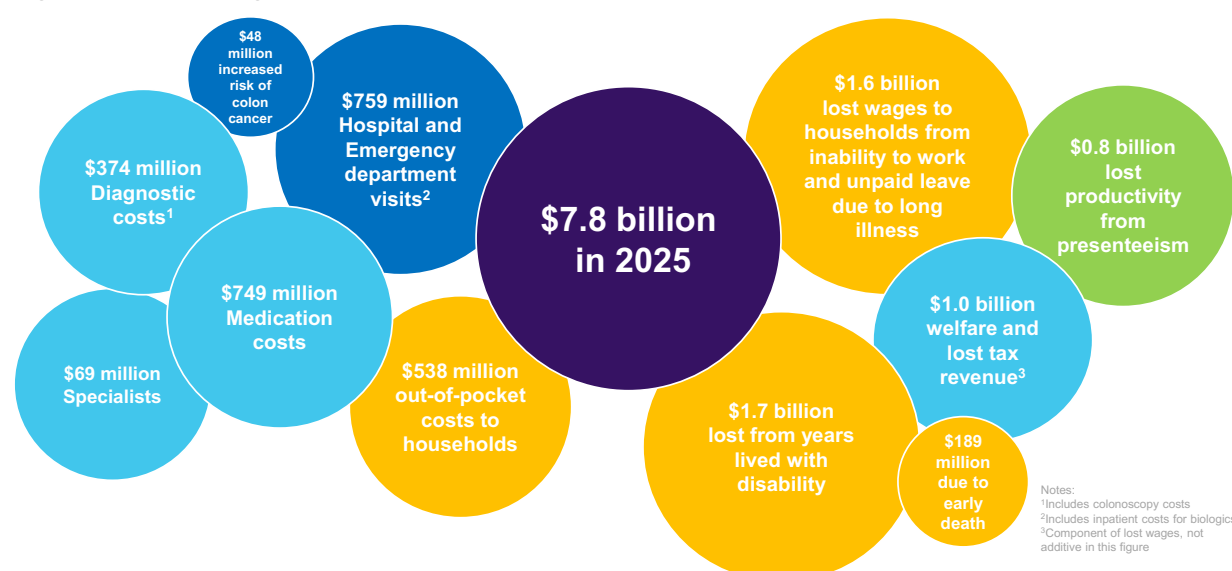 $48
million
increased
risk of
colon
cancer
$759 million
Hospital and
Emergency
department
visits²
$374 million
Diagnostic
costs¹
$749 million
Medication
costs
$69 million
Specialists
$538 million
out-of-pocket
costs to
households
$7.8 billion
in 2025
$1.6 billion
lost wages to
households from
inability to work
and unpaid leave
due to long
illness
$0.8 billion
lost
productivity
from
presenteeism
$1.0 billion
welfare and
lost tax
revenue³
$1.7 billion
lost from years
lived with
disability
$189
million
due to
early
death
Notes:
¹Includes colonoscopy costs
²Includes inpatient costs for biologics
³Component of lost wages, not
additive in this figure